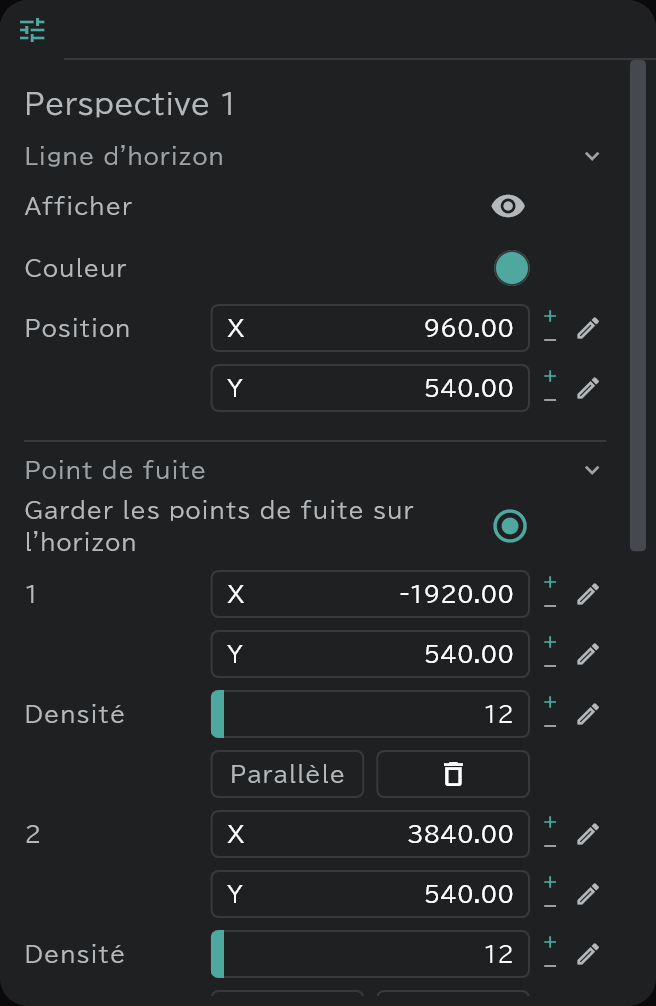 Perspective 1
Ligne d’horizon
Afficher
Couleur
Position X 960.00 + −
Y 540.00 + −
Point de fuite
Garder les points de fuite sur
l’horizon
1 X -1920.00 + −
Y 540.00 + −
Densité 12 + −
Parallèle
2 X 3840.00 + −
Y 540.00 + −
Densité 12 + −